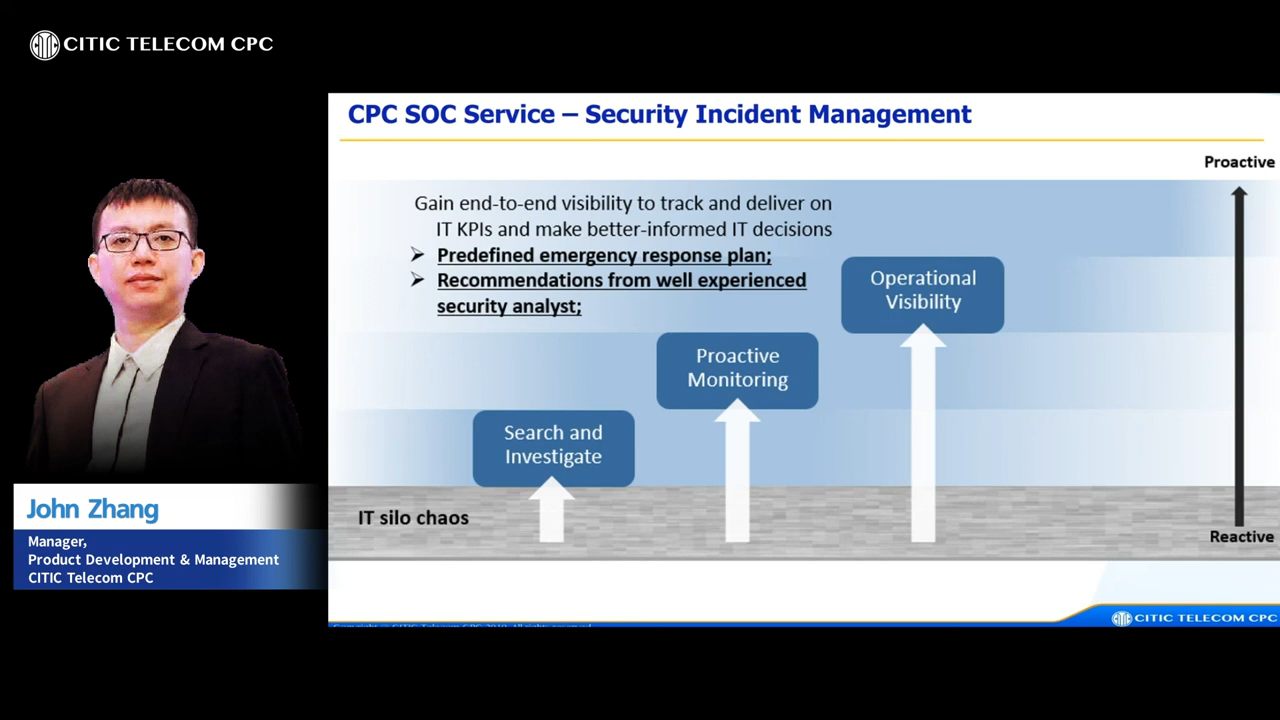 CITIC TELECOM CPC
CPC SOC Service – Security Incident Management
Proactive
Gain end-to-end visibility to track and deliver on
IT KPIs and make better-informed IT decisions
➢ Predefined emergency response plan;
➢ Recommendations from well experienced
security analyst;
Operational
Visibility
Proactive
Monitoring
Search and
Investigate
IT silo chaos
Reactive
John Zhang
Manager,
Product Development & Management
CITIC Telecom CPC
CITIC TELECOM CPC